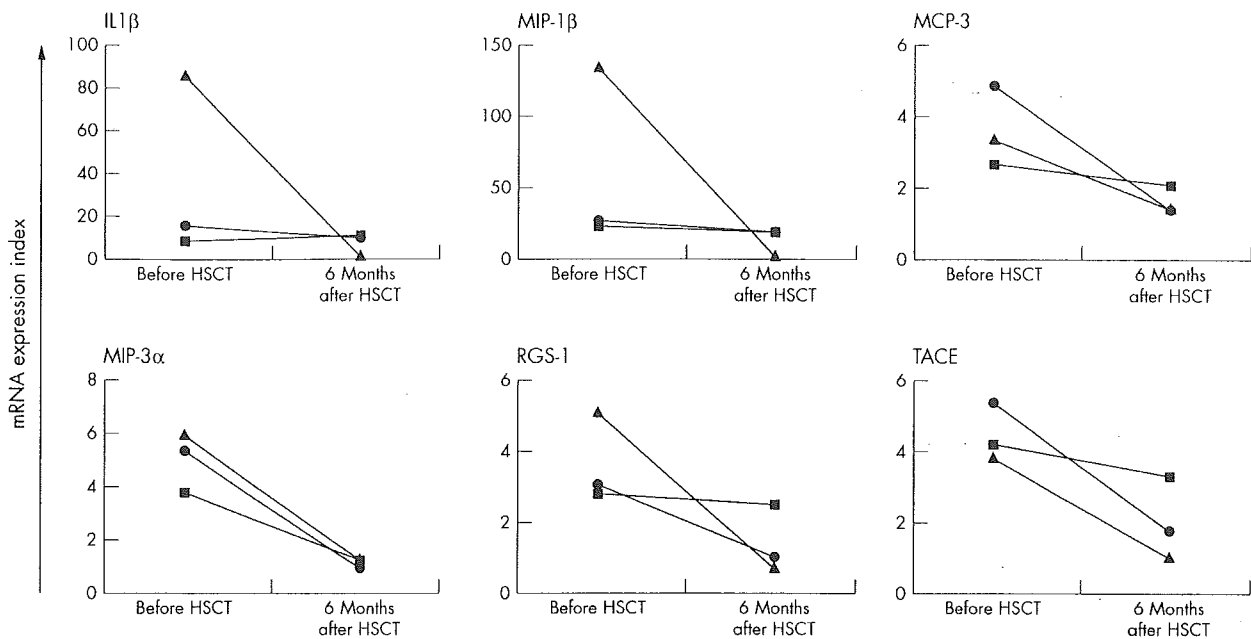 mRNA expression index
IL1β
100
80
60
40
20
0
Before HSCT
6 Months
after HSCT
MIP-1β
150
100
50
0
Before HSCT
6 Months
after HSCT
MCP-3
6
4
2
0
Before HSCT
6 Months
after HSCT
MIP-3α
8
6
4
2
0
Before HSCT
6 Months
after HSCT
RGS-1
6
4
2
0
Before HSCT
6 Months
after HSCT
TACE
6
4
2
0
Before HSCT
6 Months
after HSCT